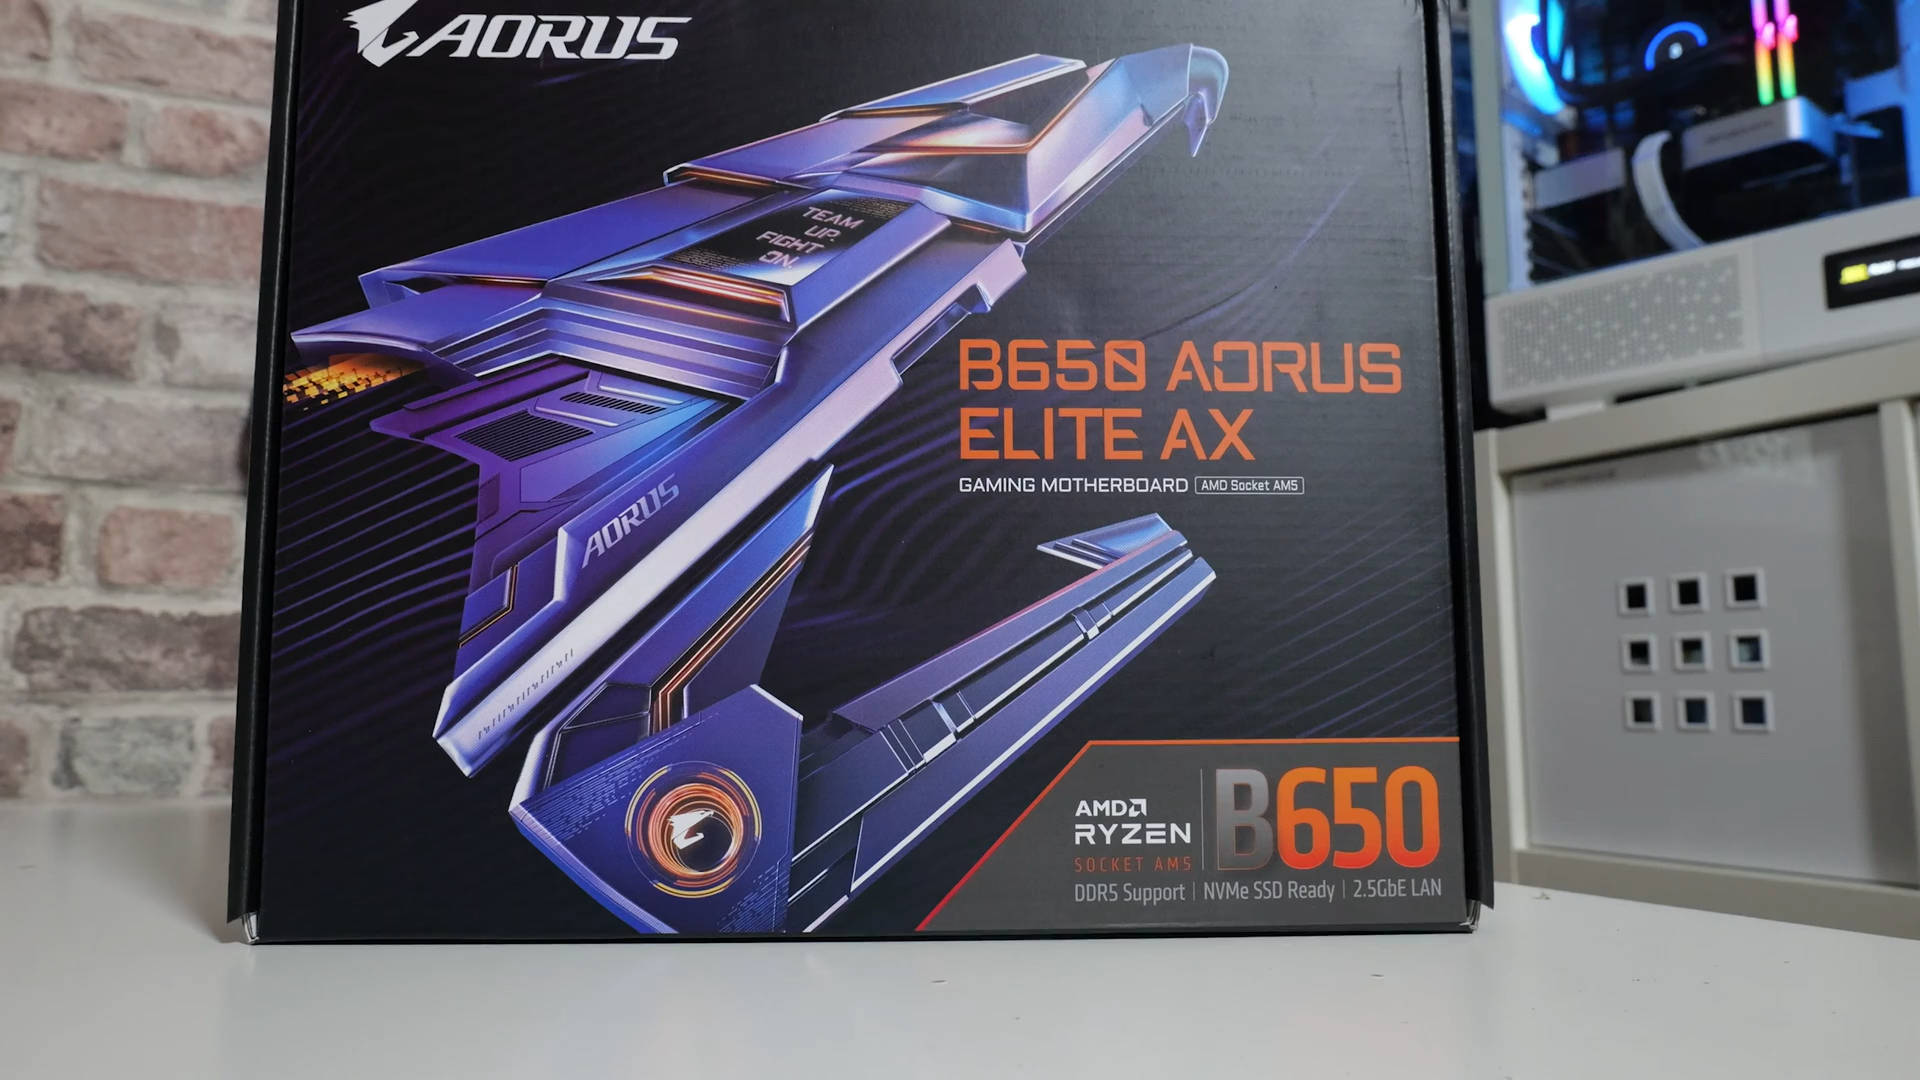 AORUS
TEAM
UP.
FIGHT
ON.
B650 AORUS
ELITE AX
GAMING MOTHERBOARD AMD Socket AM5
AORUS
AMD
RYZEN
SOCKET AM5
B650
DDR5 Support | NVMe SSD Ready | 2.5GbE LAN